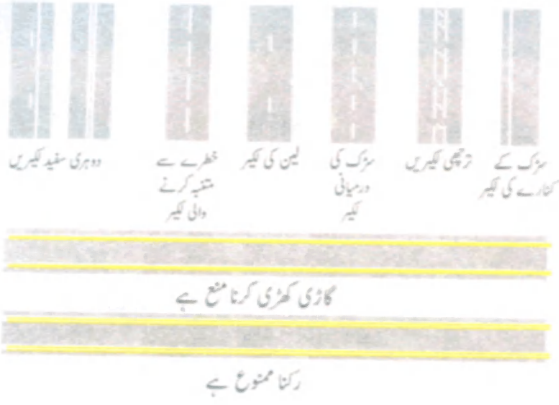 سڑک کے
کنارے کی لکیر
ترچھی لکیریں
سڑک کی
درمیانی
لکیر
لین کی لکیر
خطرے سے
متنبہ کرنے
والی لکیر
دوہری سفید لکیریں
گاڑی کھڑی کرنا منع ہے
رکنا ممنوع ہے